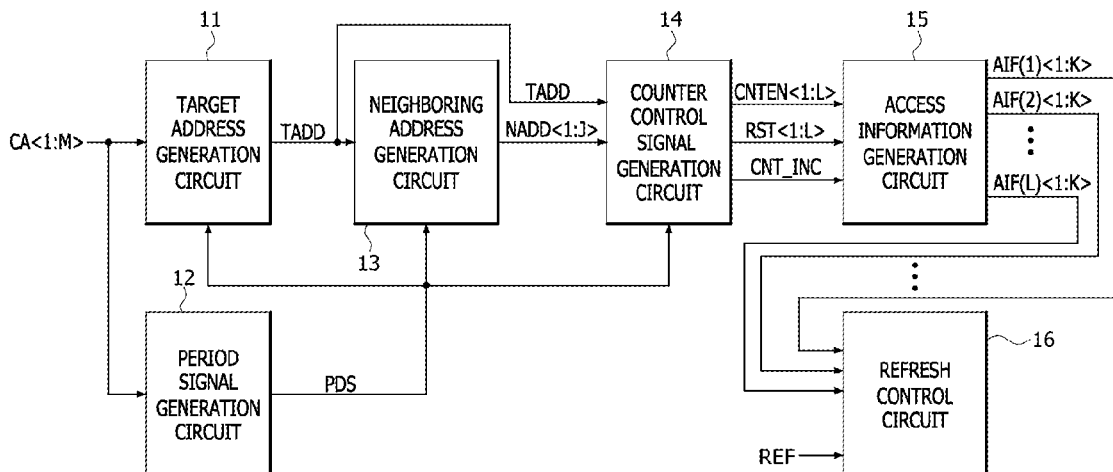 11
TARGET
ADDRESS
GENERATION
CIRCUIT
CA<1:M>
TADD
13
NEIGHBORING
ADDRESS
GENERATION
CIRCUIT
TADD
NADD<1:J>
14
COUNTER
CONTROL
SIGNAL
GENERATION
CIRCUIT
CNTEN<1:L>
RST<1:L>
CNT_INC
15
ACCESS
INFORMATION
GENERATION
CIRCUIT
AIF(1)<1:K>
AIF(2)<1:K>
AIF(L)<1:K>
12
PERIOD
SIGNAL
GENERATION
CIRCUIT
PDS
16
REFRESH
CONTROL
CIRCUIT
REF